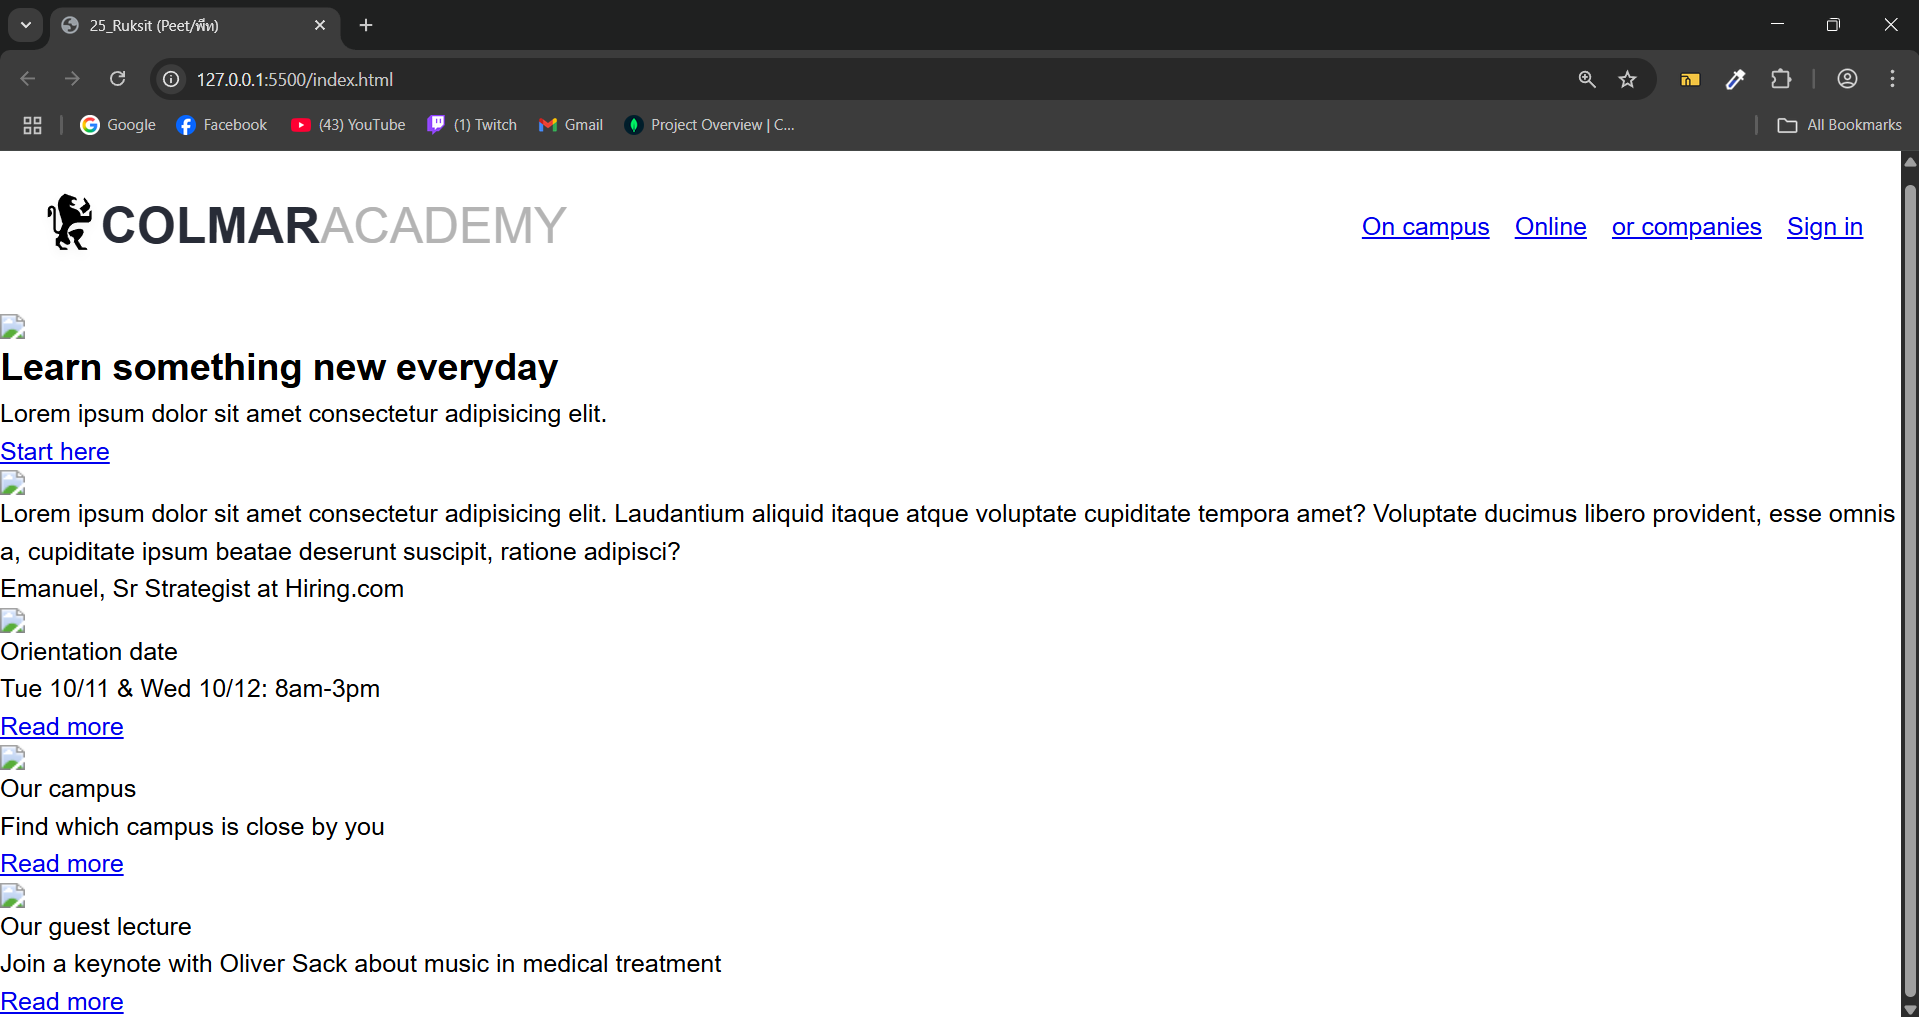 25_Ruksit (Peet/พีท)
127.0.0.1:5500/index.html
Google Facebook (43) YouTube (1) Twitch Gmail Project Overview | C... All Bookmarks
COLMARACADEMY On campus Online or companies Sign in
Learn something new everyday
Lorem ipsum dolor sit amet consectetur adipisicing elit.
Start here
Lorem ipsum dolor sit amet consectetur adipisicing elit. Laudantium aliquid itaque atque voluptate cupiditate tempora amet? Voluptate ducimus libero provident, esse omnis
a, cupiditate ipsum beatae deserunt suscipit, ratione adipisci?
Emanuel, Sr Strategist at Hiring.com
Orientation date
Tue 10/11 & Wed 10/12: 8am-3pm
Read more
Our campus
Find which campus is close by you
Read more
Our guest lecture
Join a keynote with Oliver Sack about music in medical treatment
Read more